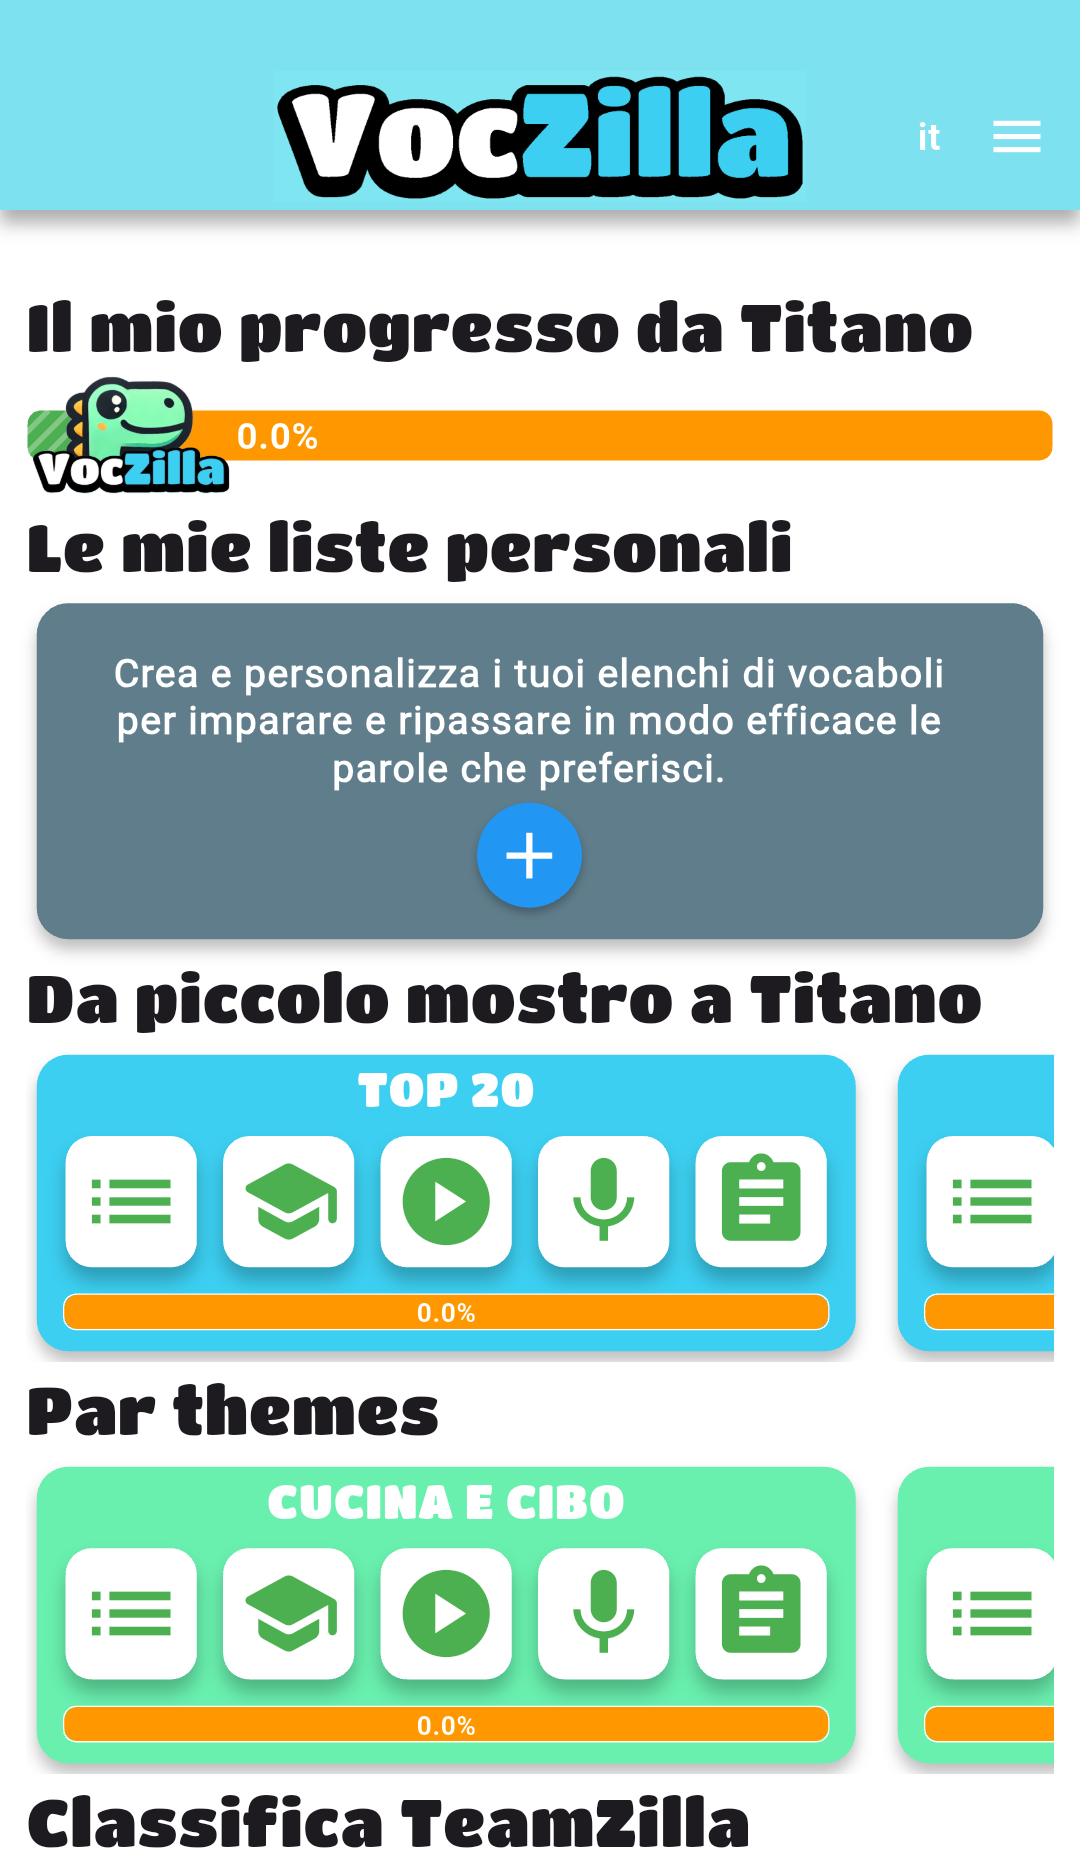 VocZilla
it
Il mio progresso da Titano
0.0%
VocZilla
Le mie liste personali
Crea e personalizza i tuoi elenchi di vocaboli
per imparare e ripassare in modo efficace le
parole che preferisci.
Da piccolo mostro a Titano
TOP 20
0.0%
Par themes
CUCINA E CIBO
0.0%
Classifica TeamZilla